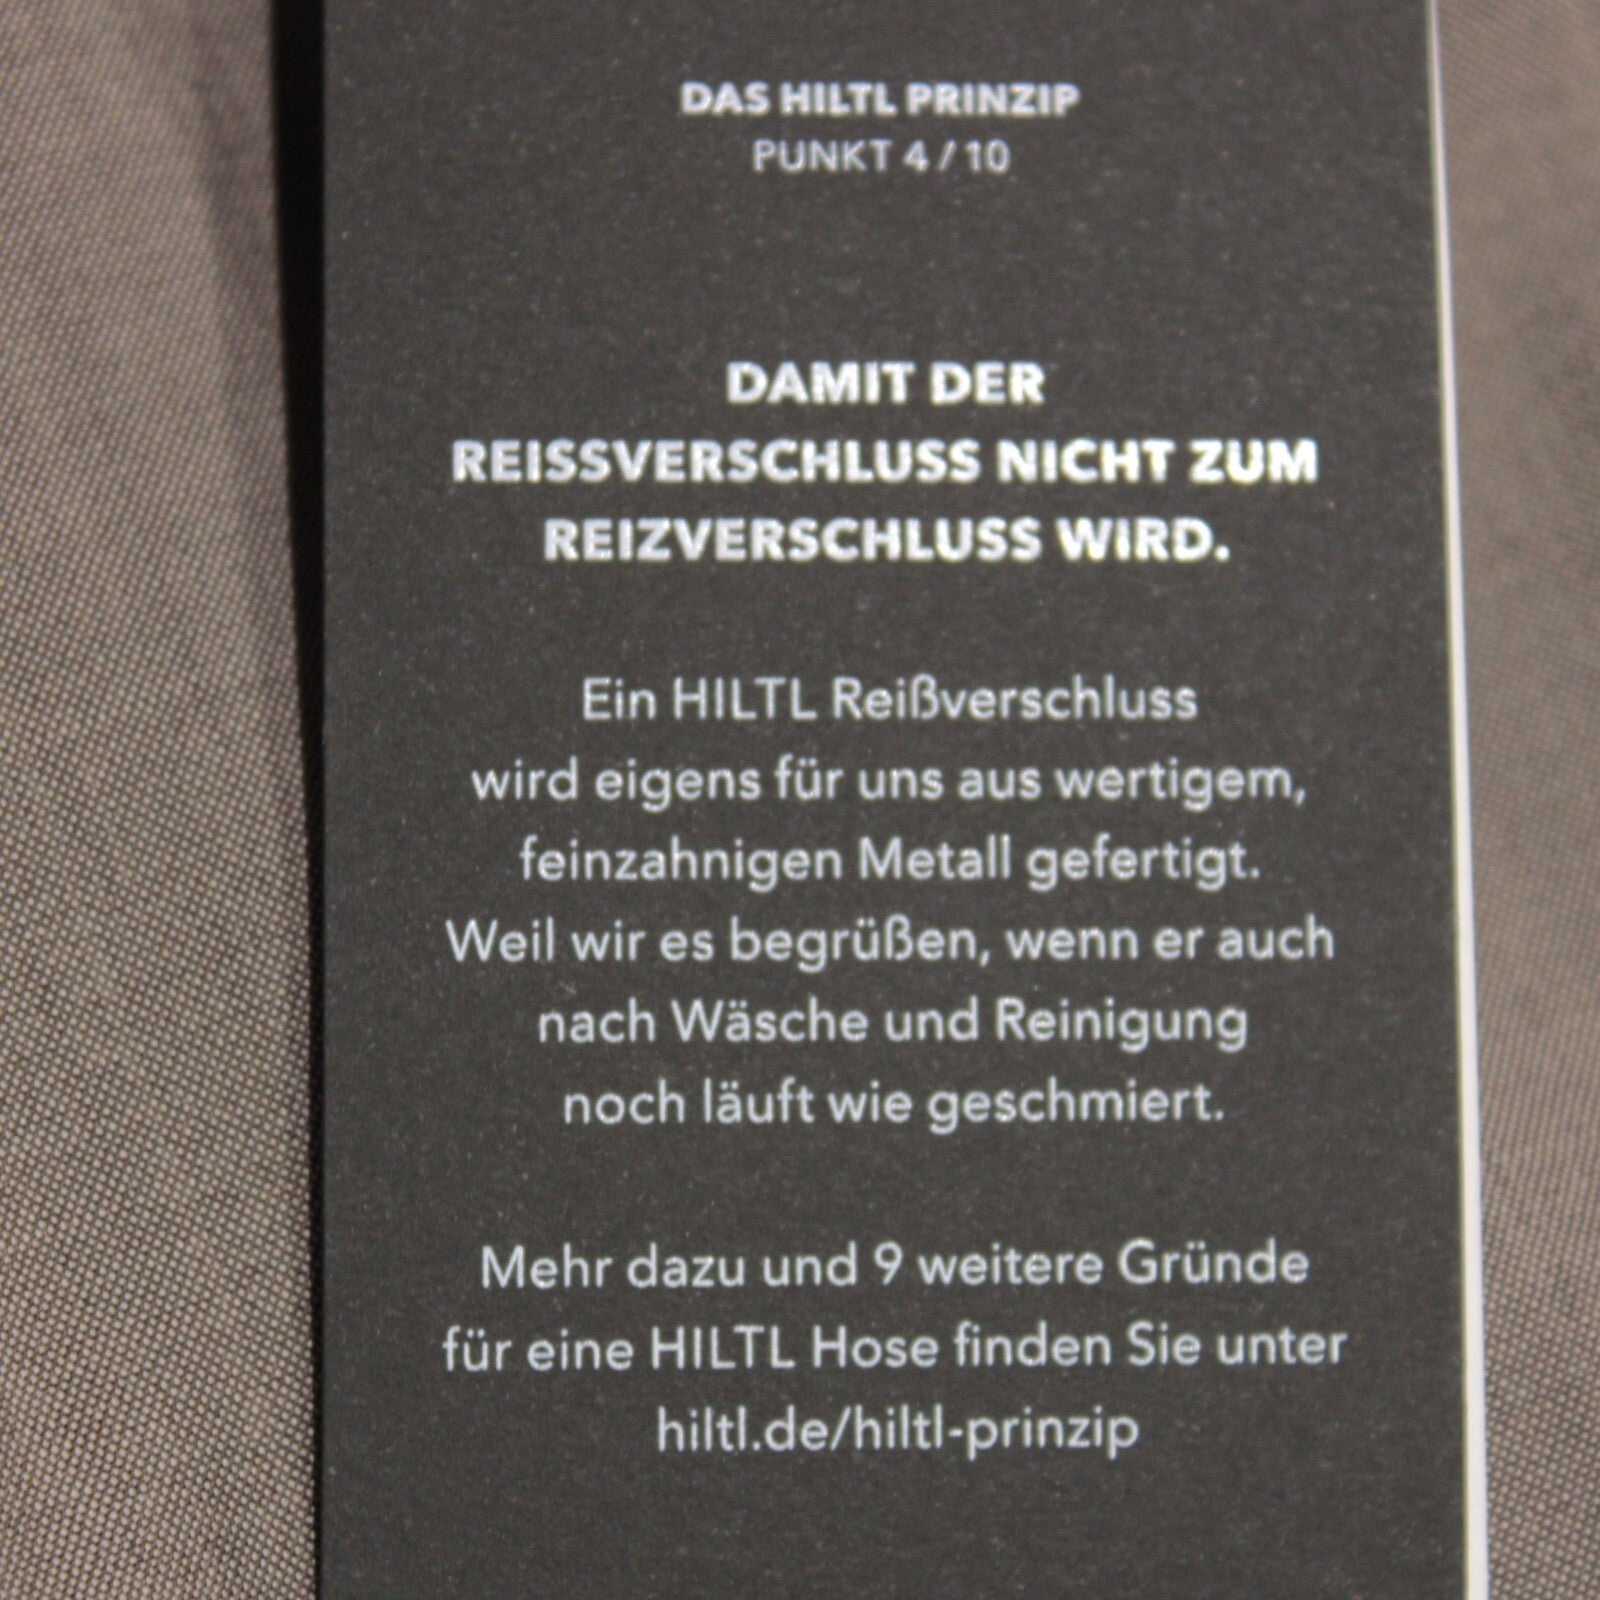 DAS HILTL PRINZIP
PUNKT 4 / 10
DAMIT DER
REISSVERSCHLUSS NICHT ZUM
REIZVERSCHLUSS WIRD.
Ein HILTL Reißverschluss
wird eigens für uns aus wertigem,
feinzahnigen Metall gefertigt.
Weil wir es begrüßen, wenn er auch
nach Wäsche und Reinigung
noch läuft wie geschmiert.
Mehr dazu und 9 weitere Gründe
für eine HILTL Hose finden Sie unter
hiltl.de/hiltl-prinzip